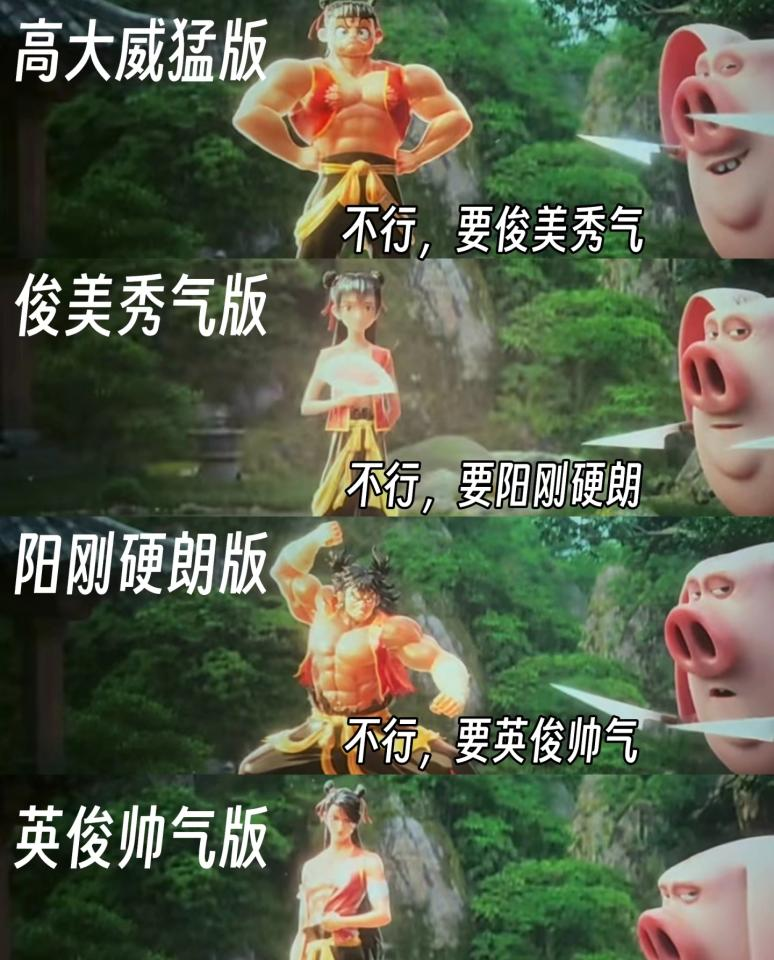 高大威猛版
不行，要俊美秀气
俊美秀气版
不行，要阳刚硬朗
阳刚硬朗版
不行，要英俊帅气
英俊帅气版